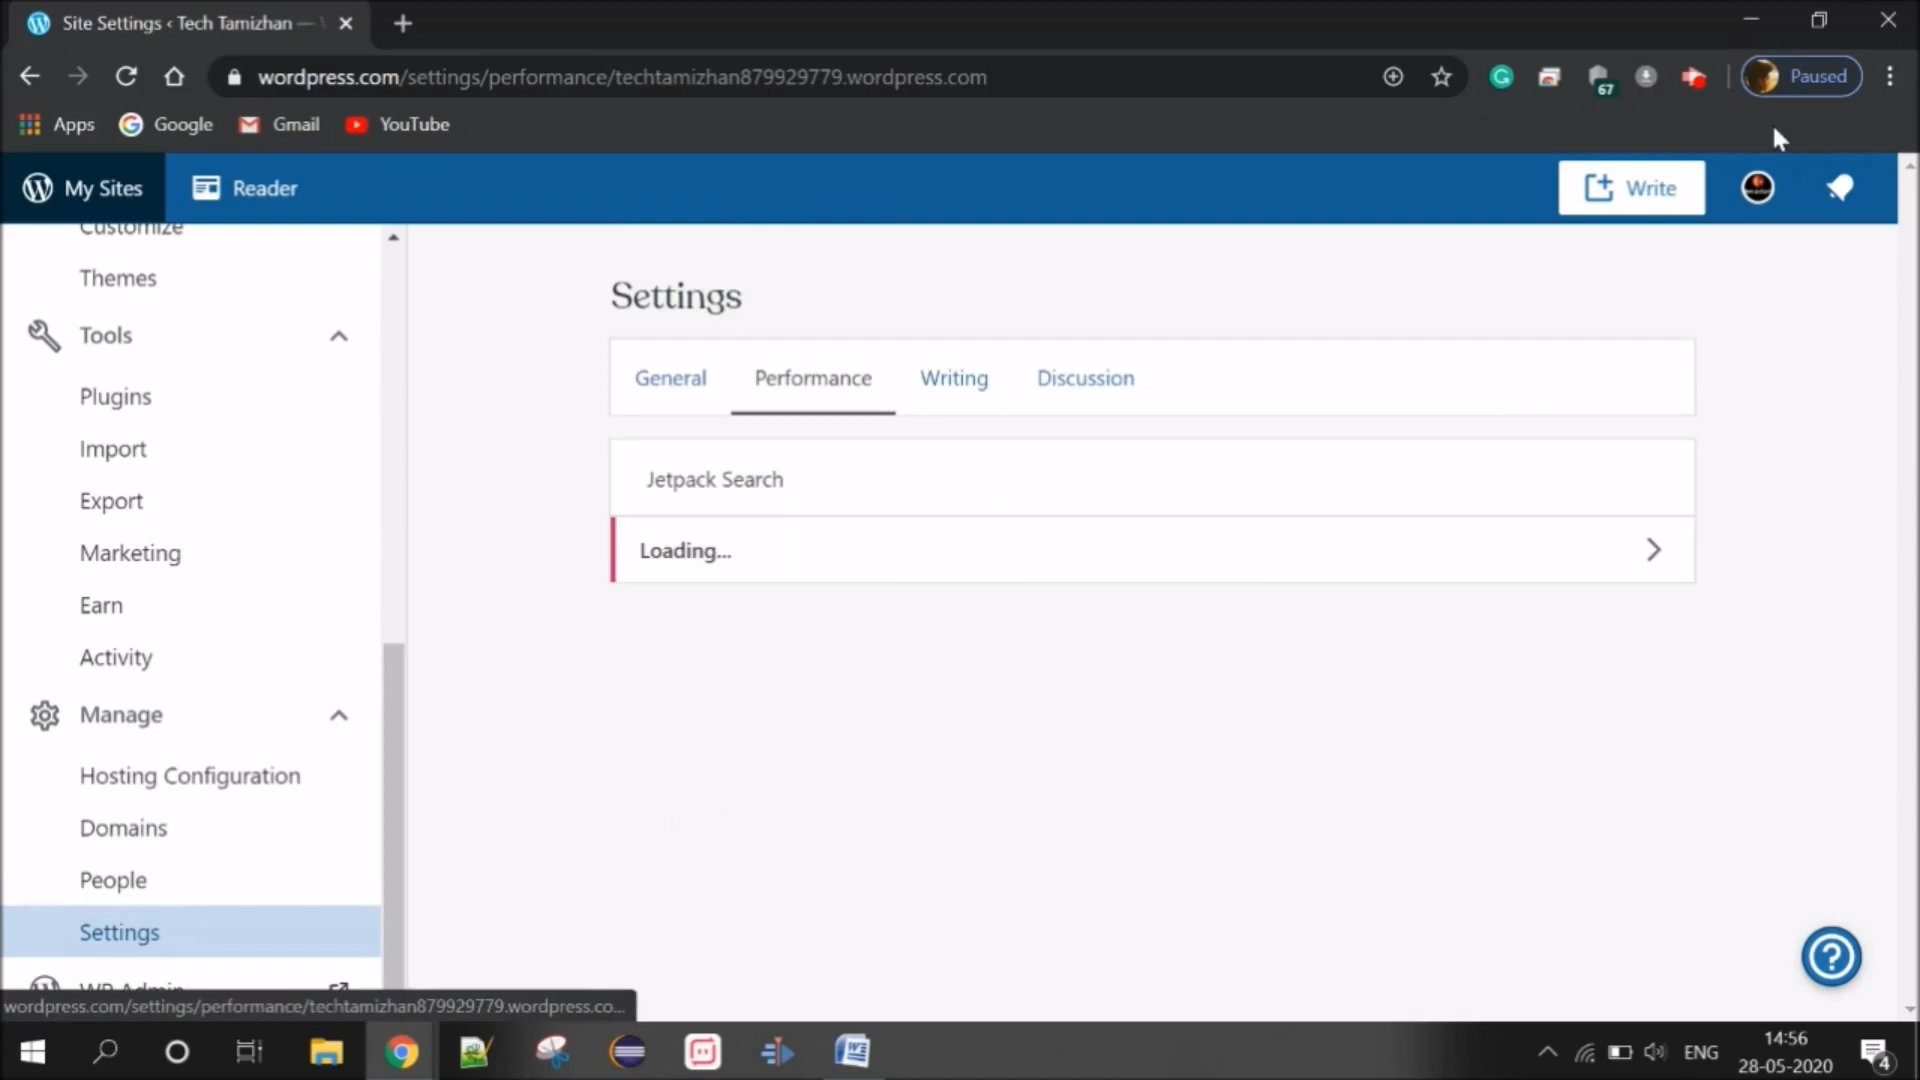 Site Settings ‹ Tech Tamizhan —
wordpress.com/settings/performance/techtamizhan879929779.wordpress.com
67
Paused
Apps
Google
Gmail
YouTube
My Sites
Reader
Write
Customize
Themes
Tools
Plugins
Import
Export
Marketing
Earn
Activity
Manage
Hosting Configuration
Domains
People
Settings
WP Admin
Settings
General
Performance
Writing
Discussion
Jetpack Search
Loading...
wordpress.com/settings/performance/techtamizhan879929779.wordpress.co...
ENG
14:56
28-05-2020
4